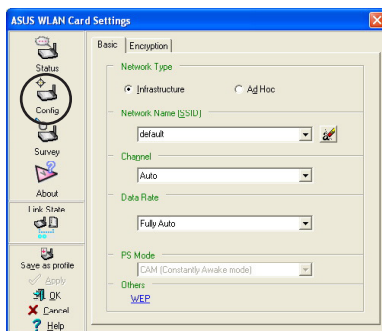 ASUS WLAN Card Settings
Status
Config
Survey
About
Link State
Save as profile
Apply
OK
Cancel
Help
Basic
Encryption
Network Type
Infrastructure
Ad Hoc
Network Name (SSID)
default
Channel
Auto
Data Rate
Fully Auto
PS Mode
CAM (Constantly Awake mode)
Others
WEP